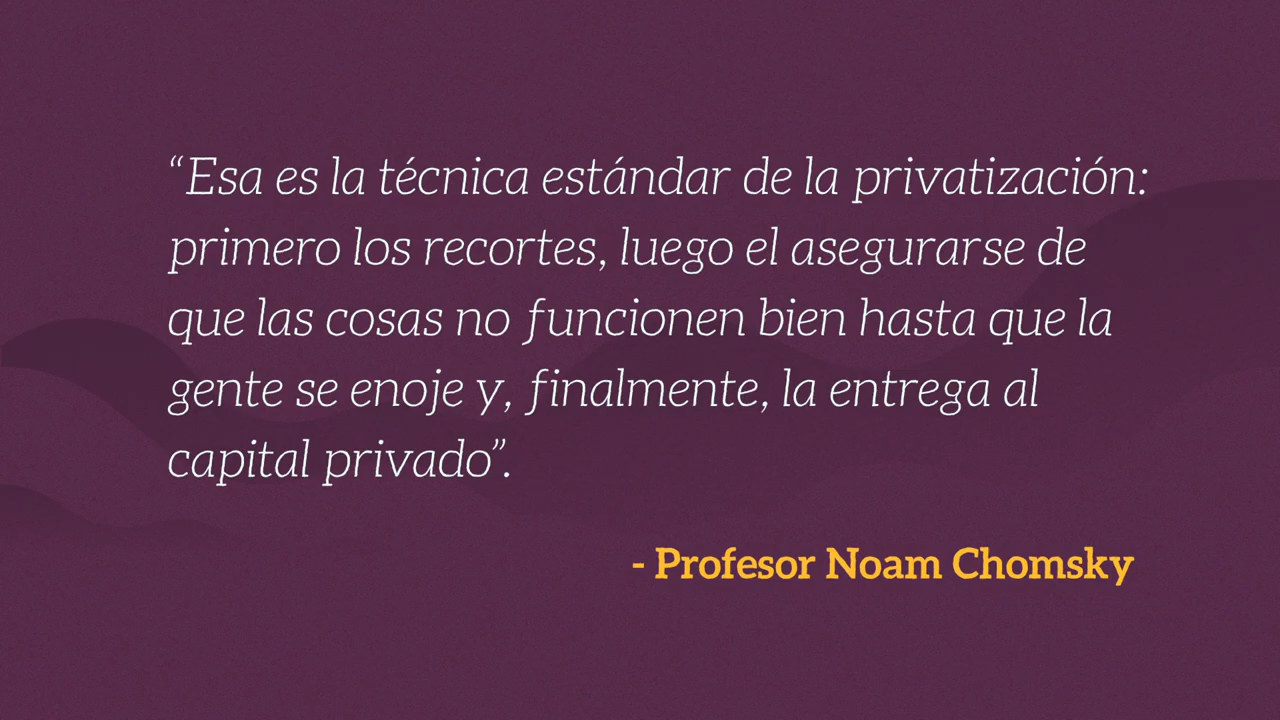 “Esa es la técnica estándar de la privatización:
primero los recortes, luego el asegurarse de
que las cosas no funcionen bien hasta que la
gente se enoje y, finalmente, la entrega al
capital privado”.
- Profesor Noam Chomsky